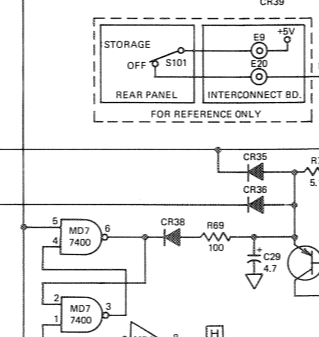 CR39
STORAGE
E9
+5V
OFF
S101
E20
REAR PANEL
INTERCONNECT BD.
FOR REFERENCE ONLY
CR35
5.
CR36
5
MD7
7400
6
4
CR38
R69
100
+
C29
4.7
2
MD7
7400
3
1
H